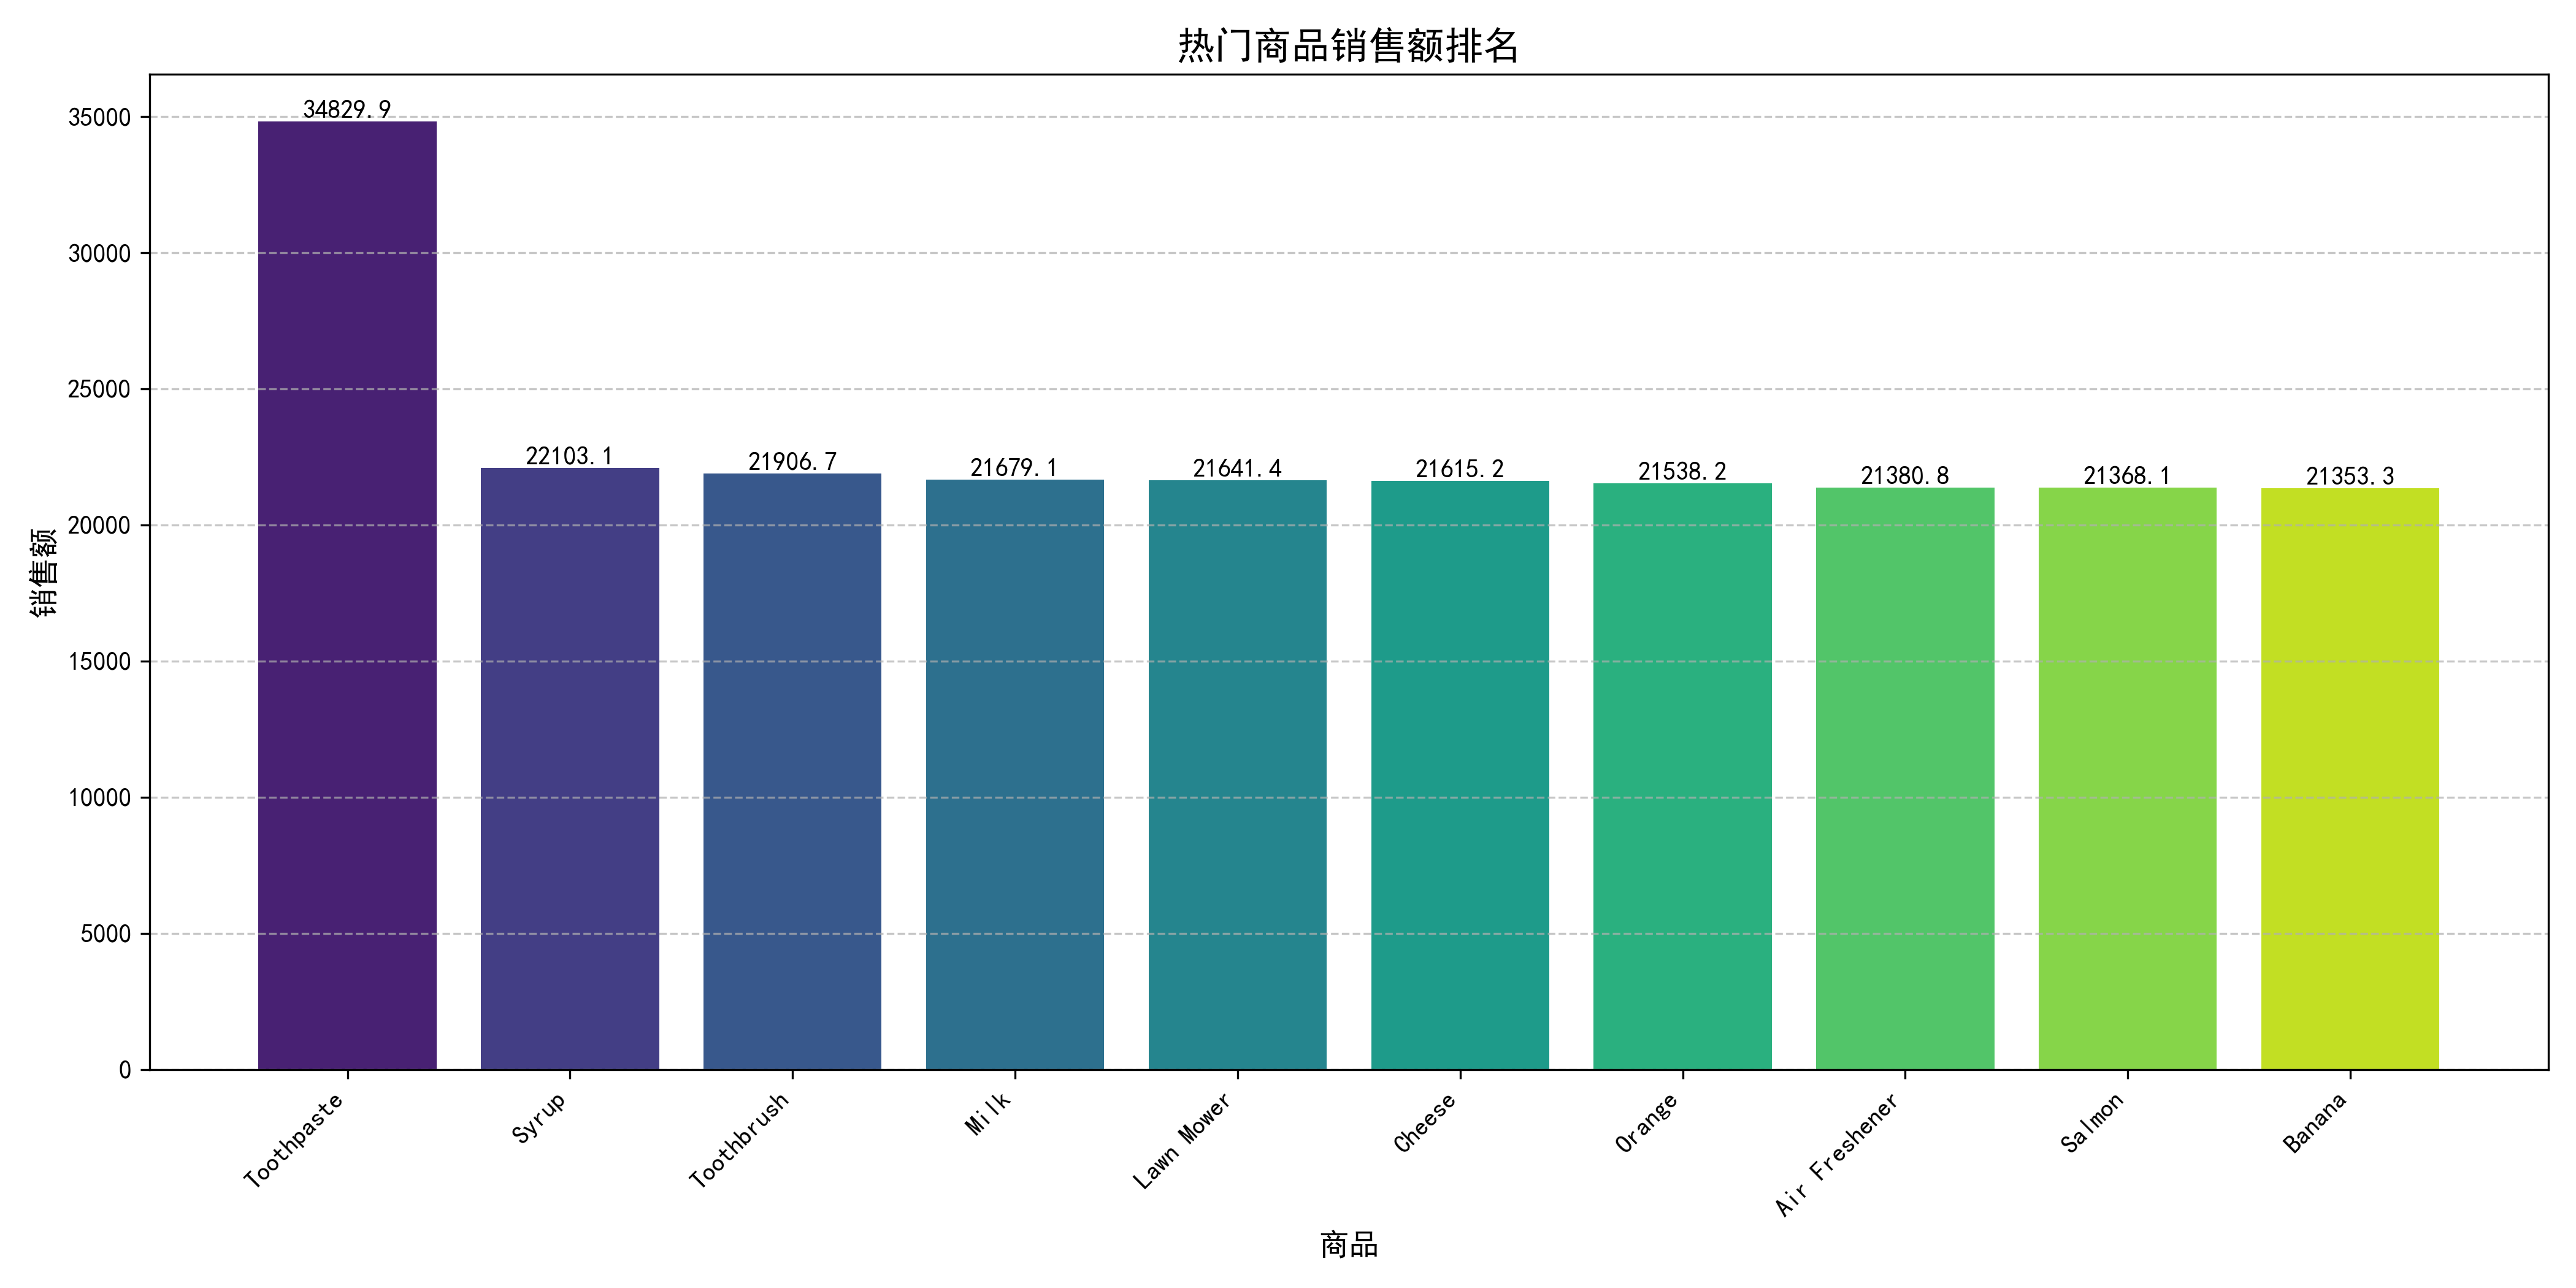 热门商品销售额排名
销售额
35000
30000
25000
20000
15000
10000
5000
0
34829.9
22103.1
21906.7
21679.1
21641.4
21615.2
21538.2
21380.8
21368.1
21353.3
Toothpaste
Syrup
Toothbrush
Milk
Lawn Mower
Cheese
Orange
Air Freshener
Salmon
Banana
商品